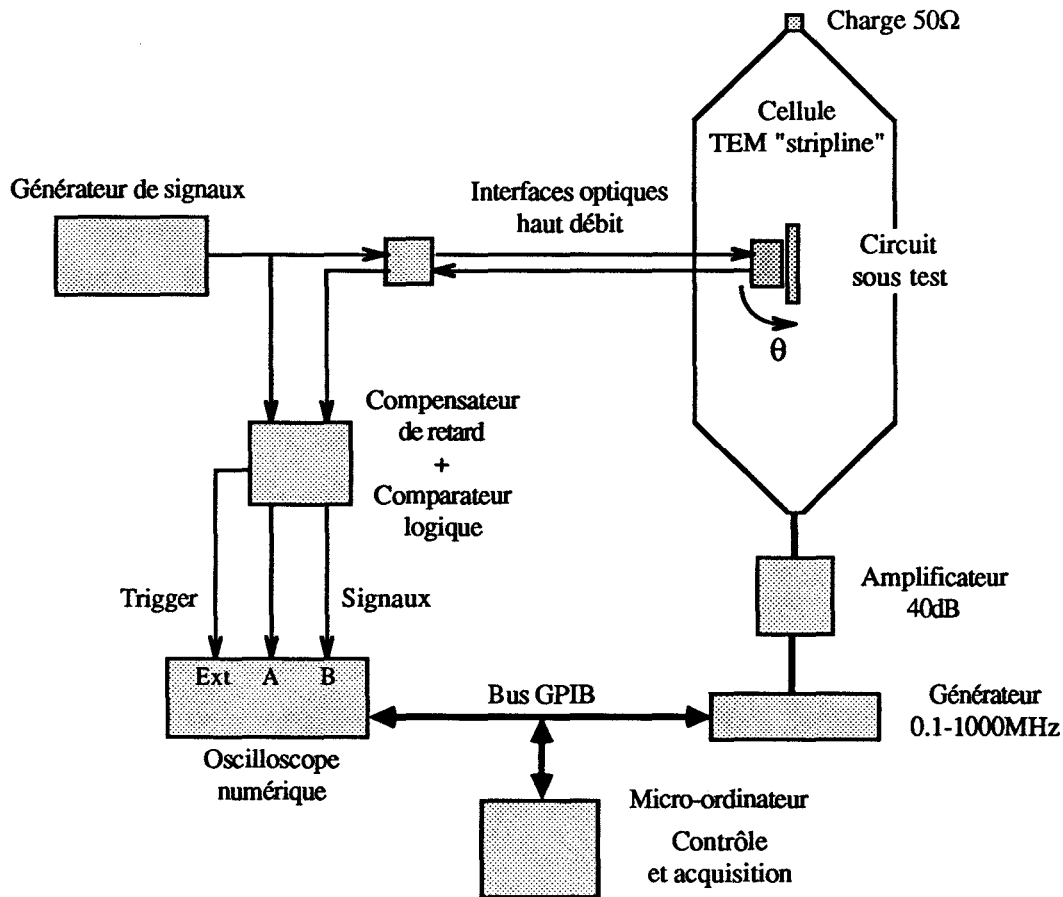 Charge 50Ω
Cellule
TEM "stripline"
Générateur de signaux
Interfaces optiques
haut débit
Circuit
sous test
θ
Compensateur
de retard
+
Comparateur
logique
Trigger
Signaux
Amplificateur
40dB
Ext A B
Bus GPIB
Générateur
0.1-1000MHz
Oscilloscope
numérique
Micro-ordinateur
Contrôle
et acquisition